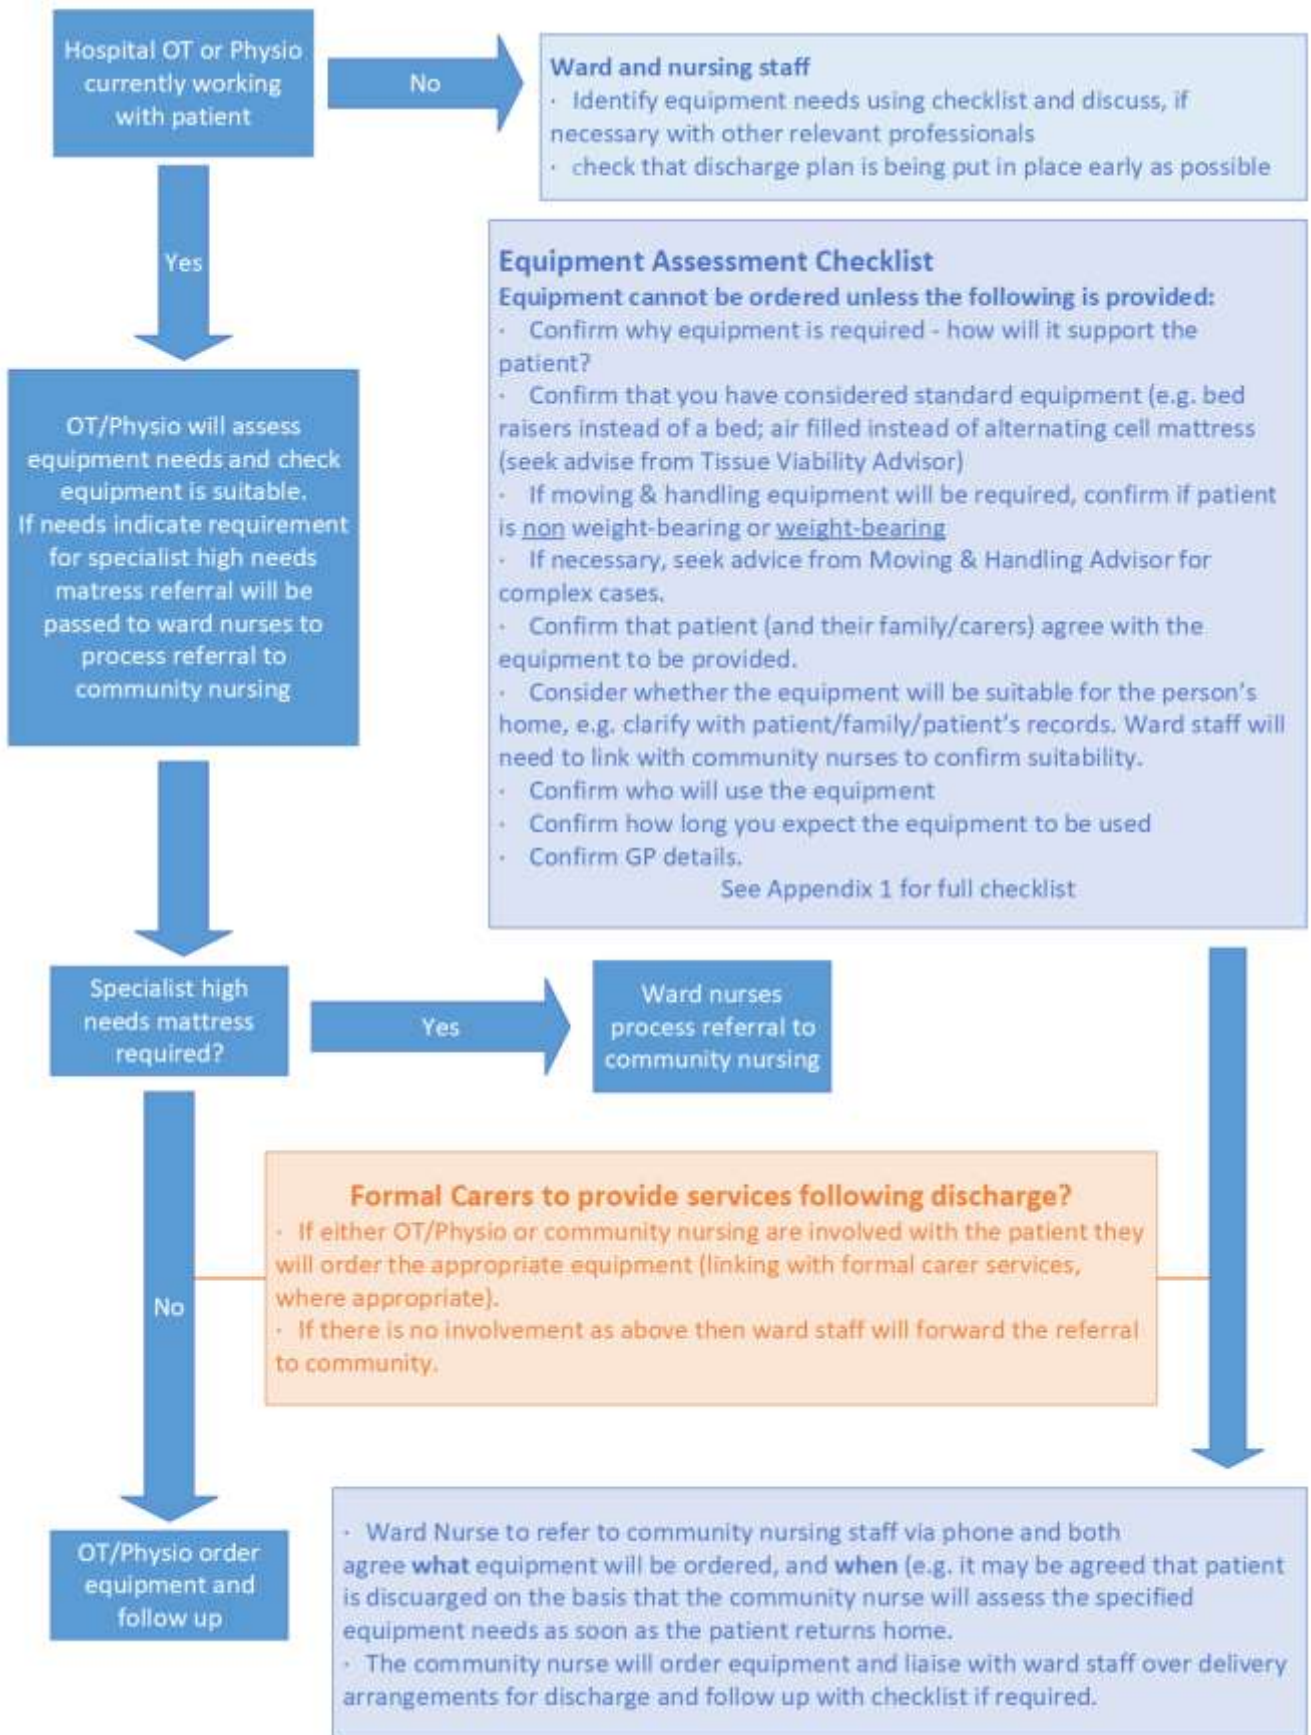 Hospital OT or Physio
currently working
with patient
No
Ward and nursing staff
· Identify equipment needs using checklist and discuss, if
necessary with other relevant professionals
· check that discharge plan is being put in place early as possible
Yes
Equipment Assessment Checklist
Equipment cannot be ordered unless the following is provided:
· Confirm why equipment is required - how will it support the
patient?
· Confirm that you have considered standard equipment (e.g. bed
raisers instead of a bed; air filled instead of alternating cell mattress
(seek advise from Tissue Viability Advisor)
· If moving & handling equipment will be required, confirm if patient
is non weight-bearing or weight-bearing
· If necessary, seek advice from Moving & Handling Advisor for
complex cases.
· Confirm that patient (and their family/carers) agree with the
equipment to be provided.
· Consider whether the equipment will be suitable for the person's
home, e.g. clarify with patient/family/patient's records. Ward staff will
need to link with community nurses to confirm suitability.
· Confirm who will use the equipment
· Confirm how long you expect the equipment to be used
· Confirm GP details.
See Appendix 1 for full checklist
OT/Physio will assess
equipment needs and check
equipment is suitable.
If needs indicate requirement
for specialist high needs
matress referral will be
passed to ward nurses to
process referral to
community nursing
Specialist high
needs mattress
required?
Yes
Ward nurses
process referral to
community nursing
Formal Carers to provide services following discharge?
· If either OT/Physio or community nursing are involved with the patient they
will order the appropriate equipment (linking with formal carer services,
where appropriate).
· If there is no involvement as above then ward staff will forward the referral
to community.
No
OT/Physio order
equipment and
follow up
· Ward Nurse to refer to community nursing staff via phone and both
agree what equipment will be ordered, and when (e.g. it may be agreed that patient
is discuarged on the basis that the community nurse will assess the specified
equipment needs as soon as the patient returns home.
· The community nurse will order equipment and liaise with ward staff over delivery
arrangements for discharge and follow up with checklist if required.